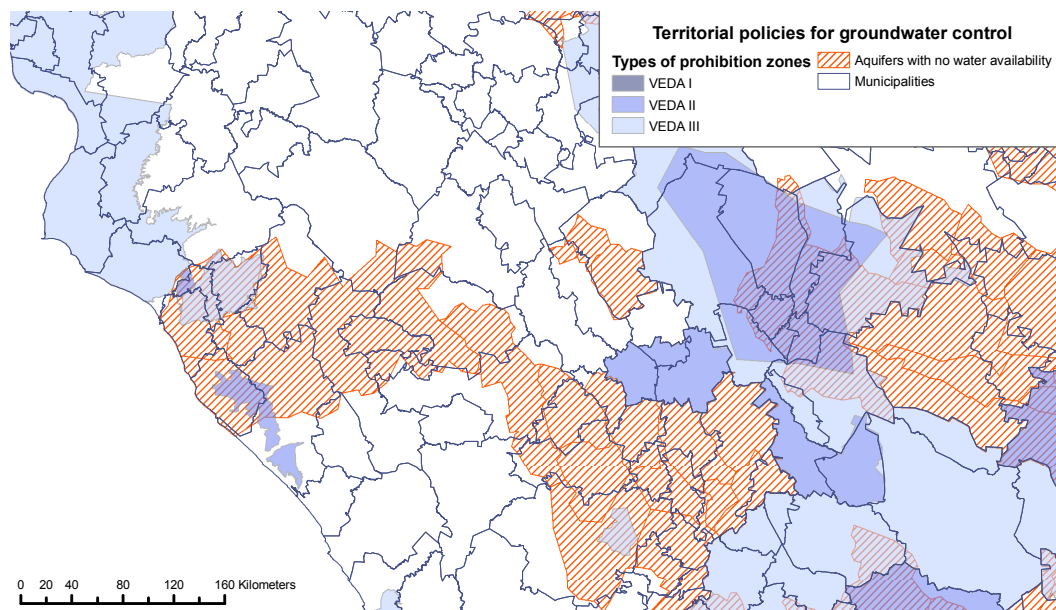 Territorial policies for groundwater control
Types of prohibition zones
VEDA I
VEDA II
VEDA III
Aquifers with no water availability
Municipalities
0 20 40 80 120 160 Kilometers